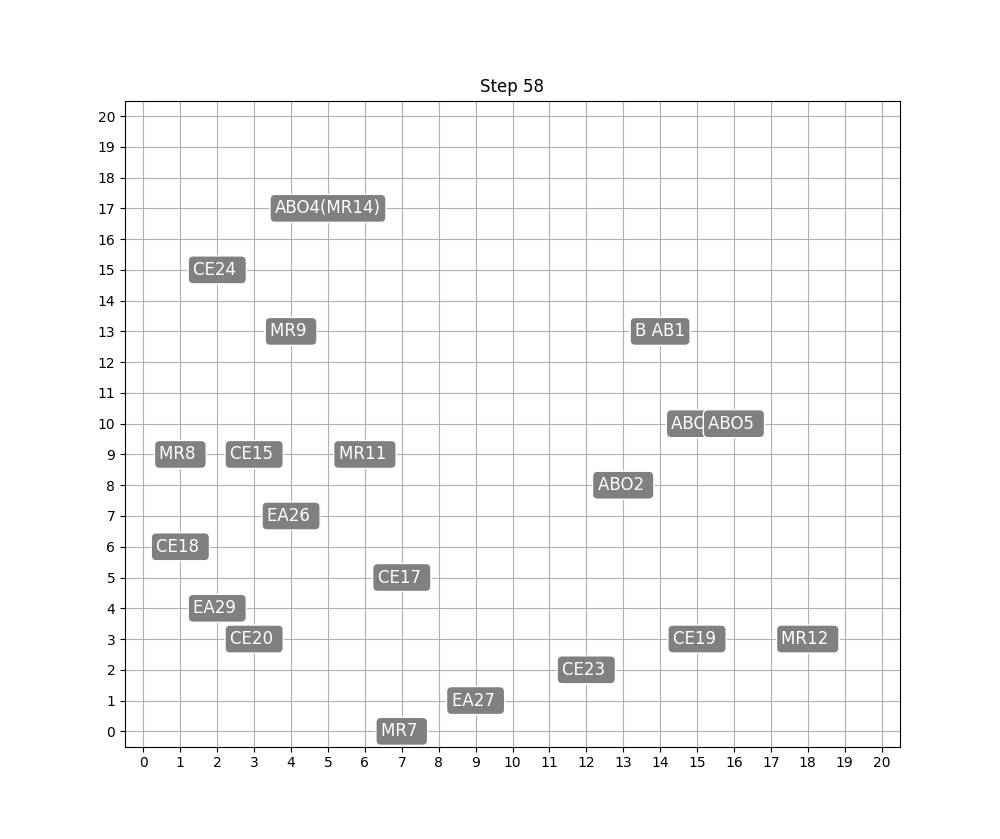 Step 58
20
19
18
17 ABO4(MR14)
16
15 CE24
14
13 MR9 B AB1
12
11
10 ABO5
9 MR8 CE15 MR11
8 ABO2
7 EA26
6 CE18
5 CE17
4 EA29
3 CE20 CE19 MR12
2 CE23
1 EA27
0 MR7
0 1 2 3 4 5 6 7 8 9 10 11 12 13 14 15 16 17 18 19 20